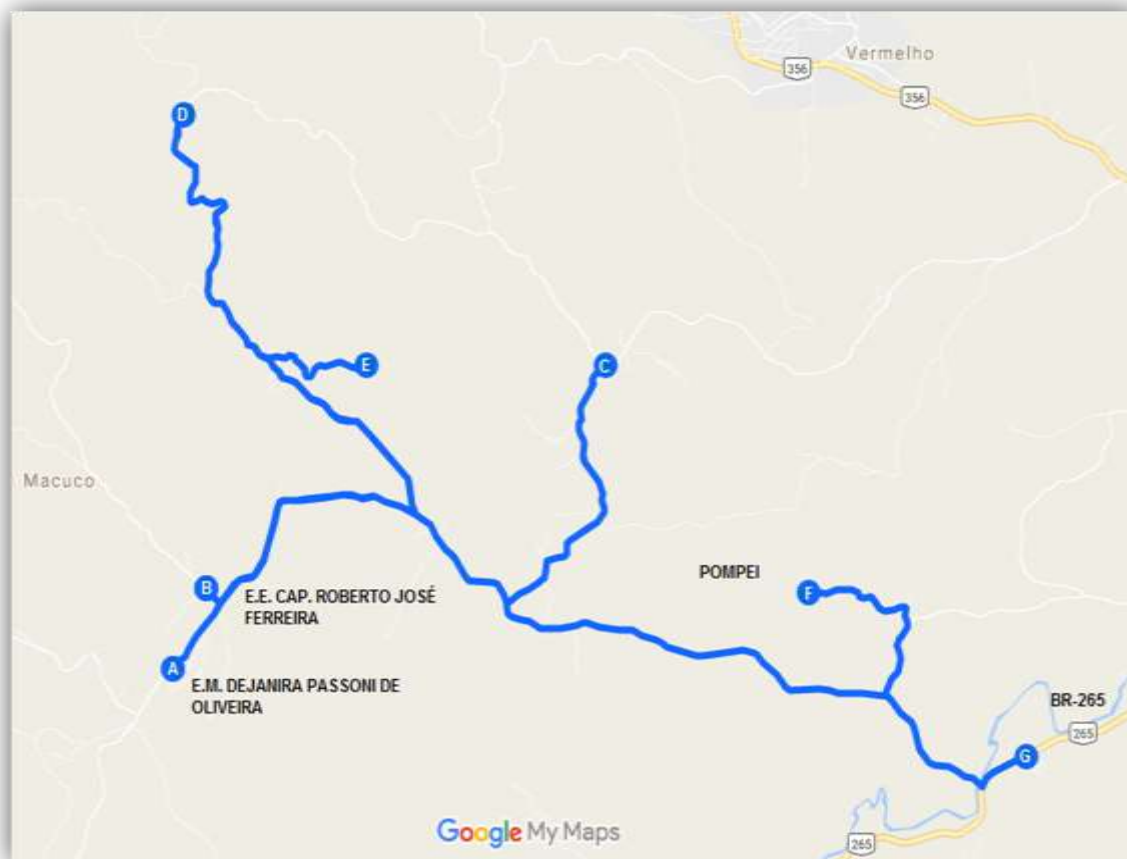 Vermelho
356
356
D
E
C
Macuco
POMPEI
B
F
E.E. CAP. ROBERTO JOSÉ
FERREIRA
A
E.M. DEJANIRA PASSONI DE
OLIVEIRA
BR-265
265
G
Google My Maps
265